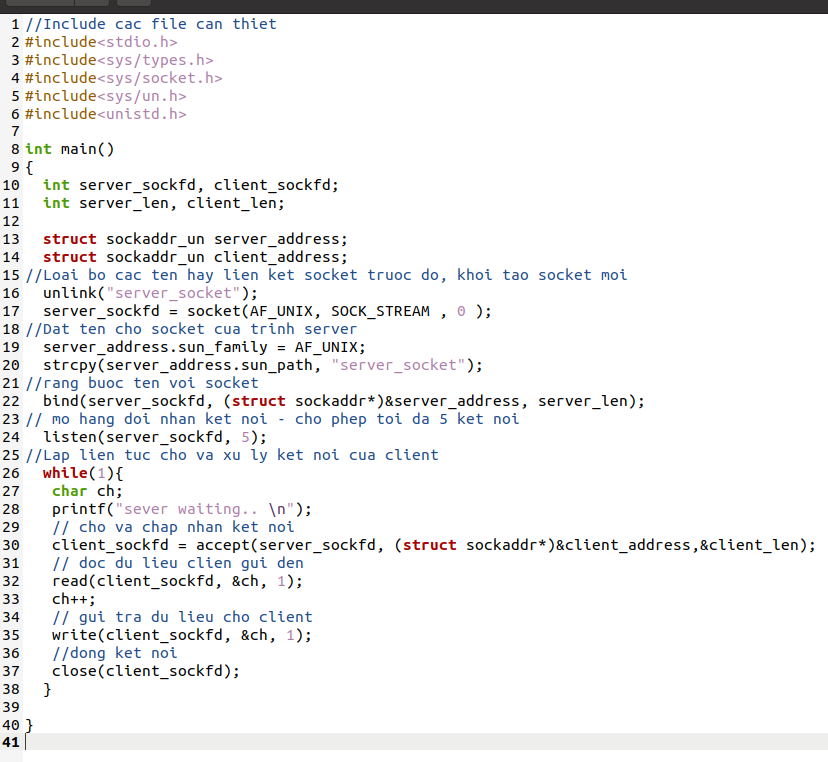 1 //Include cac file can thiet
2 #include<stdio.h>
3 #include<sys/types.h>
4 #include<sys/socket.h>
5 #include<sys/un.h>
6 #include<unistd.h>
7
8 int main()
9 {
10   int server_sockfd, client_sockfd;
11   int server_len, client_len;
12
13   struct sockaddr_un server_address;
14   struct sockaddr_un client_address;
15 //Loai bo cac ten hay lien ket socket truoc do, khoi tao socket moi
16   unlink("server_socket");
17   server_sockfd = socket(AF_UNIX, SOCK_STREAM , 0 );
18 //Dat ten cho socket cua trinh server
19   server_address.sun_family = AF_UNIX;
20   strcpy(server_address.sun_path, "server_socket");
21 //rang buoc ten voi socket
22   bind(server_sockfd, (struct sockaddr*)&server_address, server_len);
23 // mo hang doi nhan ket noi - cho phep toi da 5 ket noi
24   listen(server_sockfd, 5);
25 //Lap lien tuc cho va xu ly ket noi cua client
26   while(1){
27    char ch;
28    printf("sever waiting.. \n");
29    // cho va chap nhan ket noi
30    client_sockfd = accept(server_sockfd, (struct sockaddr*)&client_address,&client_len);
31    // doc du lieu clien gui den
32    read(client_sockfd, &ch, 1);
33    ch++;
34    // gui tra du lieu cho client
35    write(client_sockfd, &ch, 1);
36    //dong ket noi
37    close(client_sockfd);
38   }
39
40 }
41